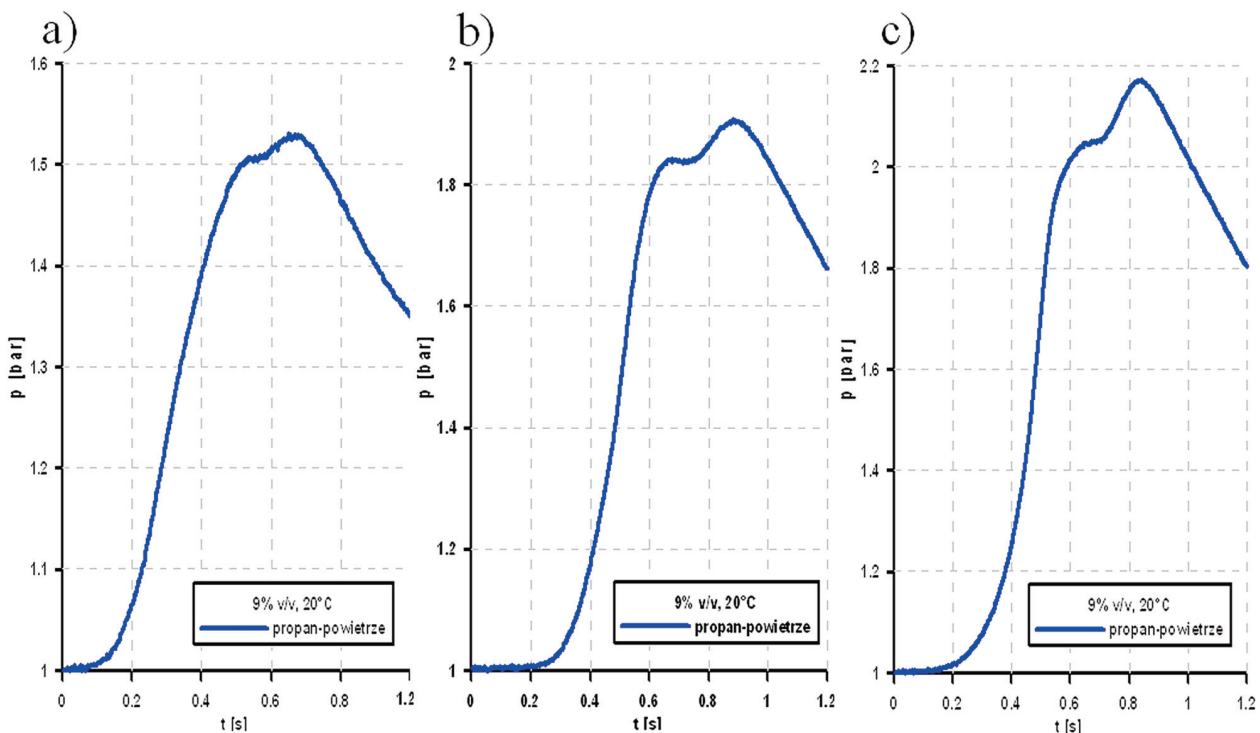 a)
1.6
1.5
1.4
1.3
1.2
1.1
1
p [bar]
0 0.2 0.4 0.6 0.8 1.2
t [s]
9% v/v, 20°C
propan-powietrze
b)
2
1.8
1.6
1.4
1.2
1
p [bar]
0 0.2 0.4 0.6 0.8 1 1.2
t [s]
9% v/v, 20°C
propan-powietrze
c)
2.2
2
1.8
1.6
1.4
1.2
1
p [bar]
0 0.2 0.4 0.6 0.8 1 1.2
t [s]
9% v/v, 20°C
propan-powietrze